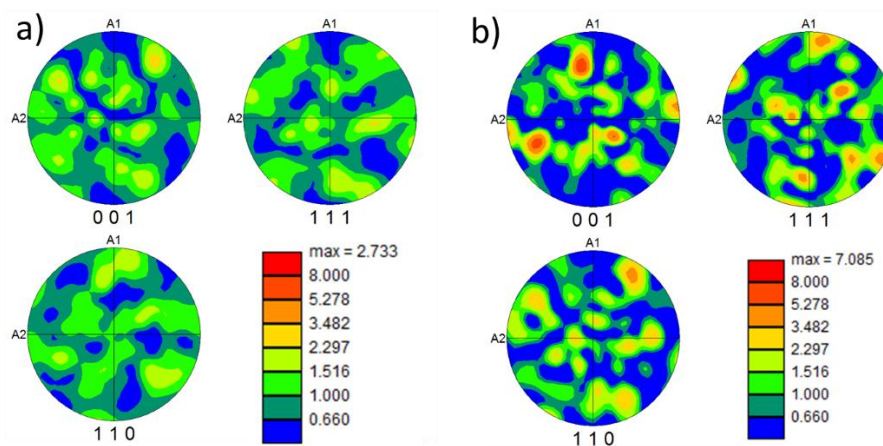 a)
A1
A2
0 0 1
A1
A2
1 1 1
A1
A2
1 1 0
max = 2.733
8.000
5.278
3.482
2.297
1.516
1.000
0.660
b)
A1
A2
0 0 1
A1
A2
1 1 1
A1
A2
1 1 0
max = 7.085
8.000
5.278
3.482
2.297
1.516
1.000
0.660